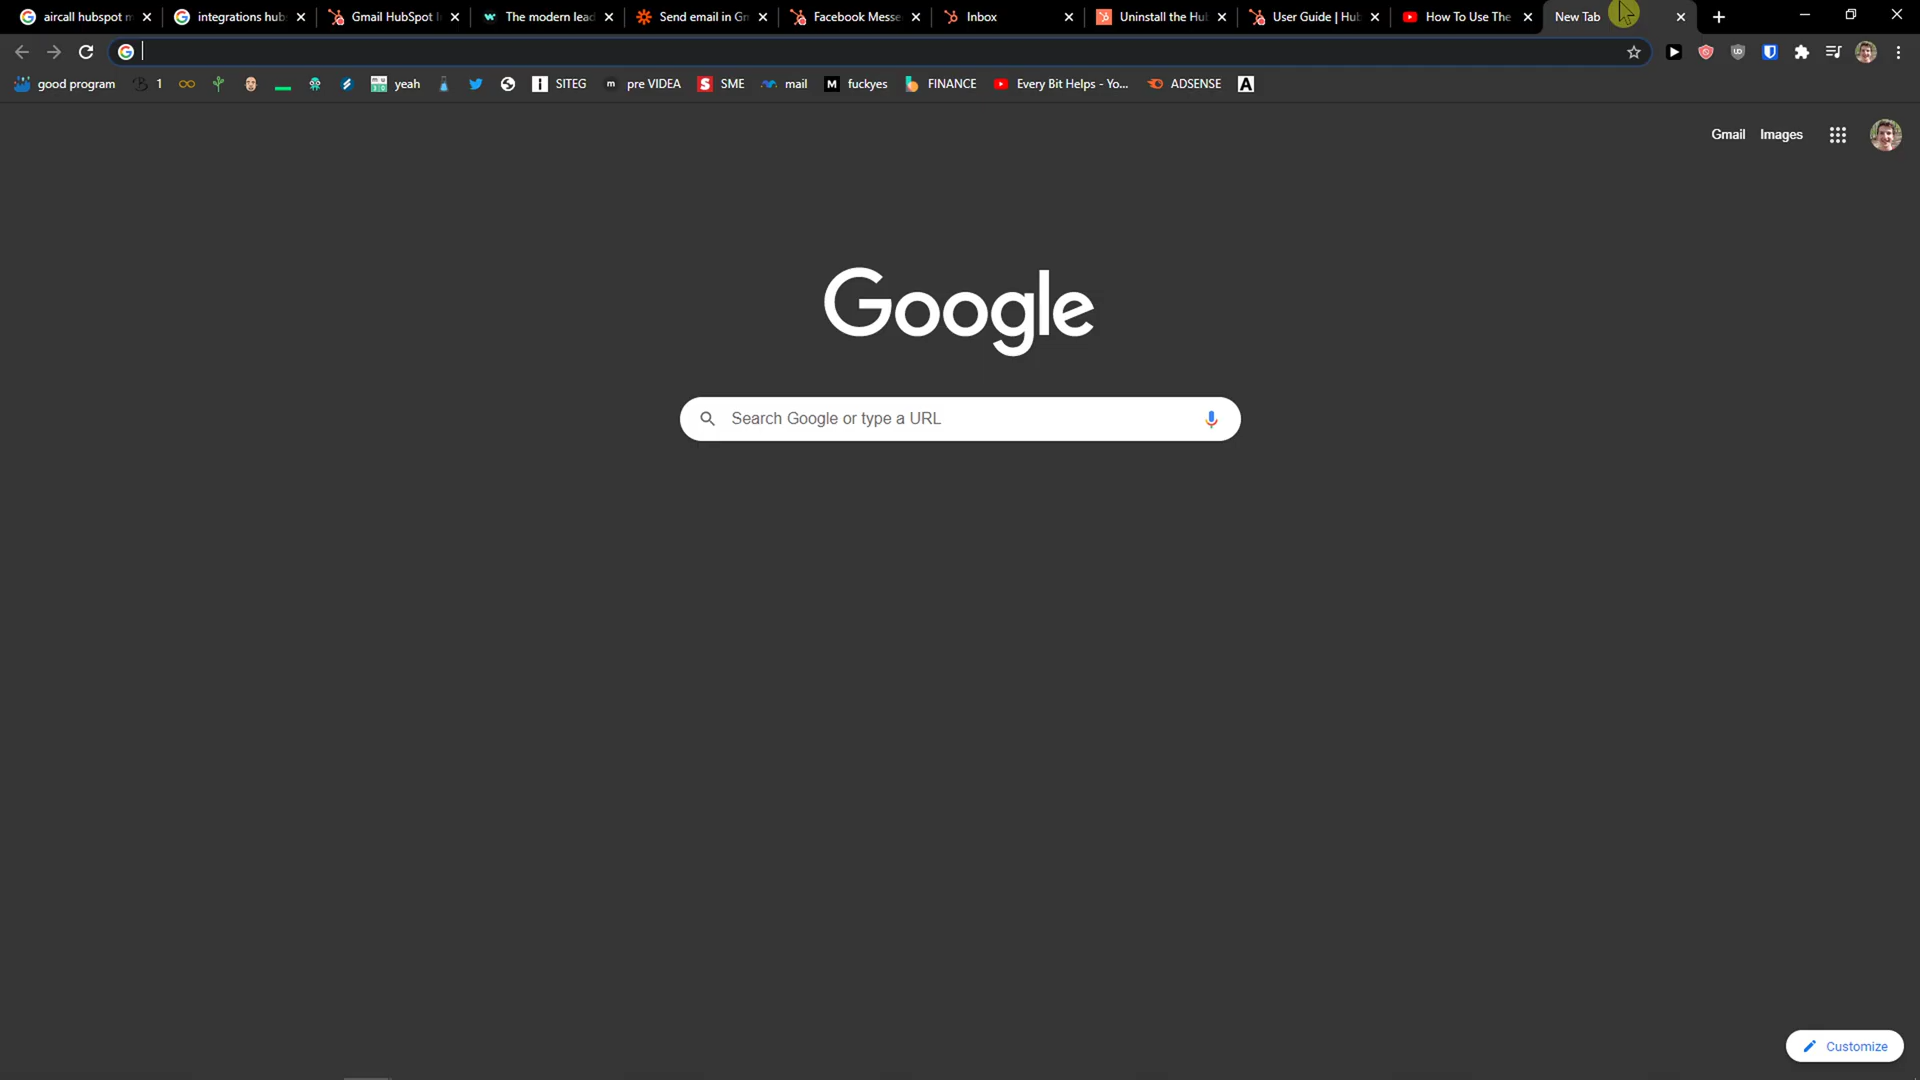 aircall hubspot
integrations hub
Gmail HubSpot
The modern lead
Send email in Gm
Facebook Messe
Inbox
Uninstall the Hu
User Guide | Hub
How To Use The
New Tab
good program
1
yeah
SITEG
pre VIDEA
SME
mail
fuckyes
FINANCE
Every Bit Helps - Yo...
ADSENSE
Gmail
Images
Google
Search Google or type a URL
Customize